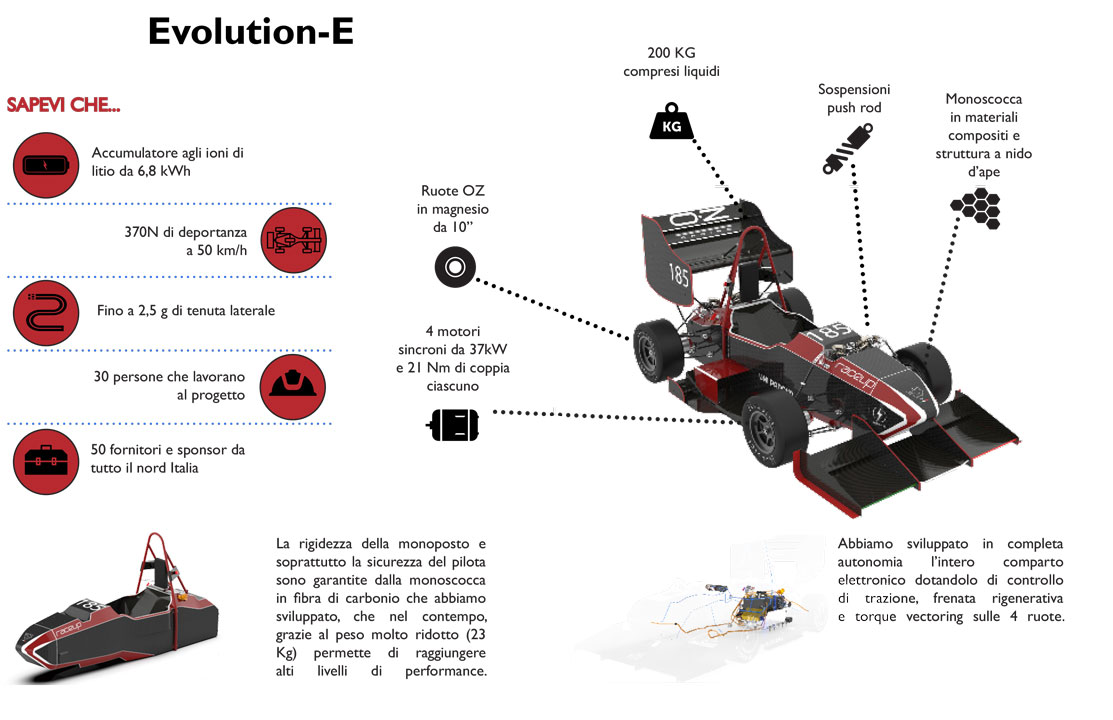 Evolution-E
SAPEVI CHE...
Accumulatore agli ioni di
litio da 6,8 kWh
370N di deportanza
a 50 km/h
Fino a 2,5 g di tenuta laterale
30 persone che lavorano
al progetto
50 fornitori e sponsor da
tutto il nord Italia
200 KG
compresi liquidi
KG
Sospensioni
push rod
Monoscocca
in materiali
compositi e
struttura a nido
d'ape
Ruote OZ
in magnesio
da 10”
4 motori
sincroni da 37kW
e 21 Nm di coppia
ciascuno
OZ
185
185
raceup
185
raceup
La rigidezza della monoposto e
soprattutto la sicurezza del pilota
sono garantite dalla monoscocca
in fibra di carbonio che abbiamo
sviluppato, che nel contempo,
grazie al peso molto ridotto (23
Kg) permette di raggiungere
alti livelli di performance.
Abbiamo sviluppato in completa
autonomia l'intero comparto
elettronico dotandolo di controllo
di trazione, frenata rigenerativa
e torque vectoring sulle 4 ruote.